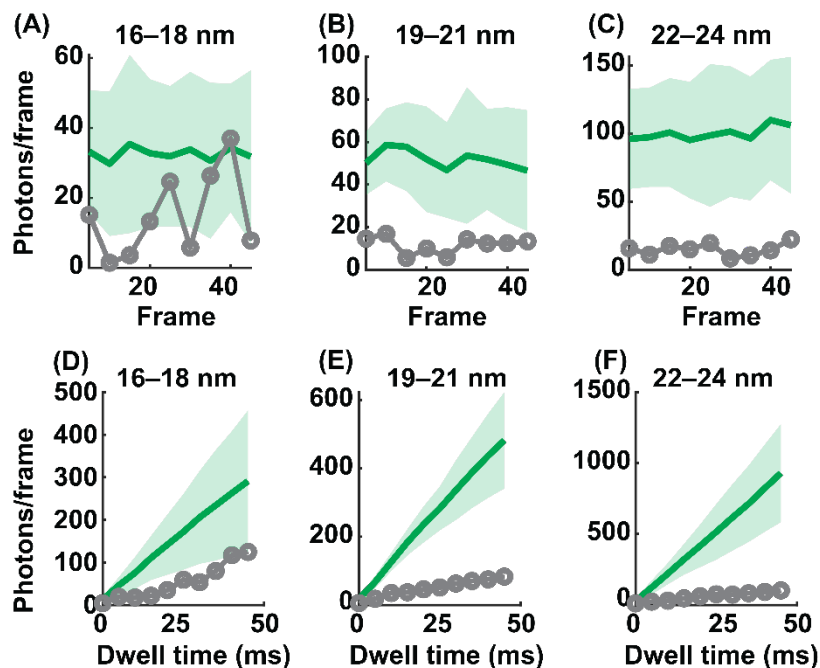 (A) 16–18 nm
60
40
20
0
20 40
Frame
Photons/frame
(B) 19–21 nm
100
80
60
40
20
0
20 40
Frame
(C) 22–24 nm
150
100
50
0
20 40
Frame
(D) 16–18 nm
500
400
300
200
100
0
0 50
Dwell time (ms)
Photons/frame
(E) 19–21 nm
600
400
200
0
0 50
Dwell time (ms)
(F) 22–24 nm
1500
1000
500
0
0 50
Dwell time (ms)